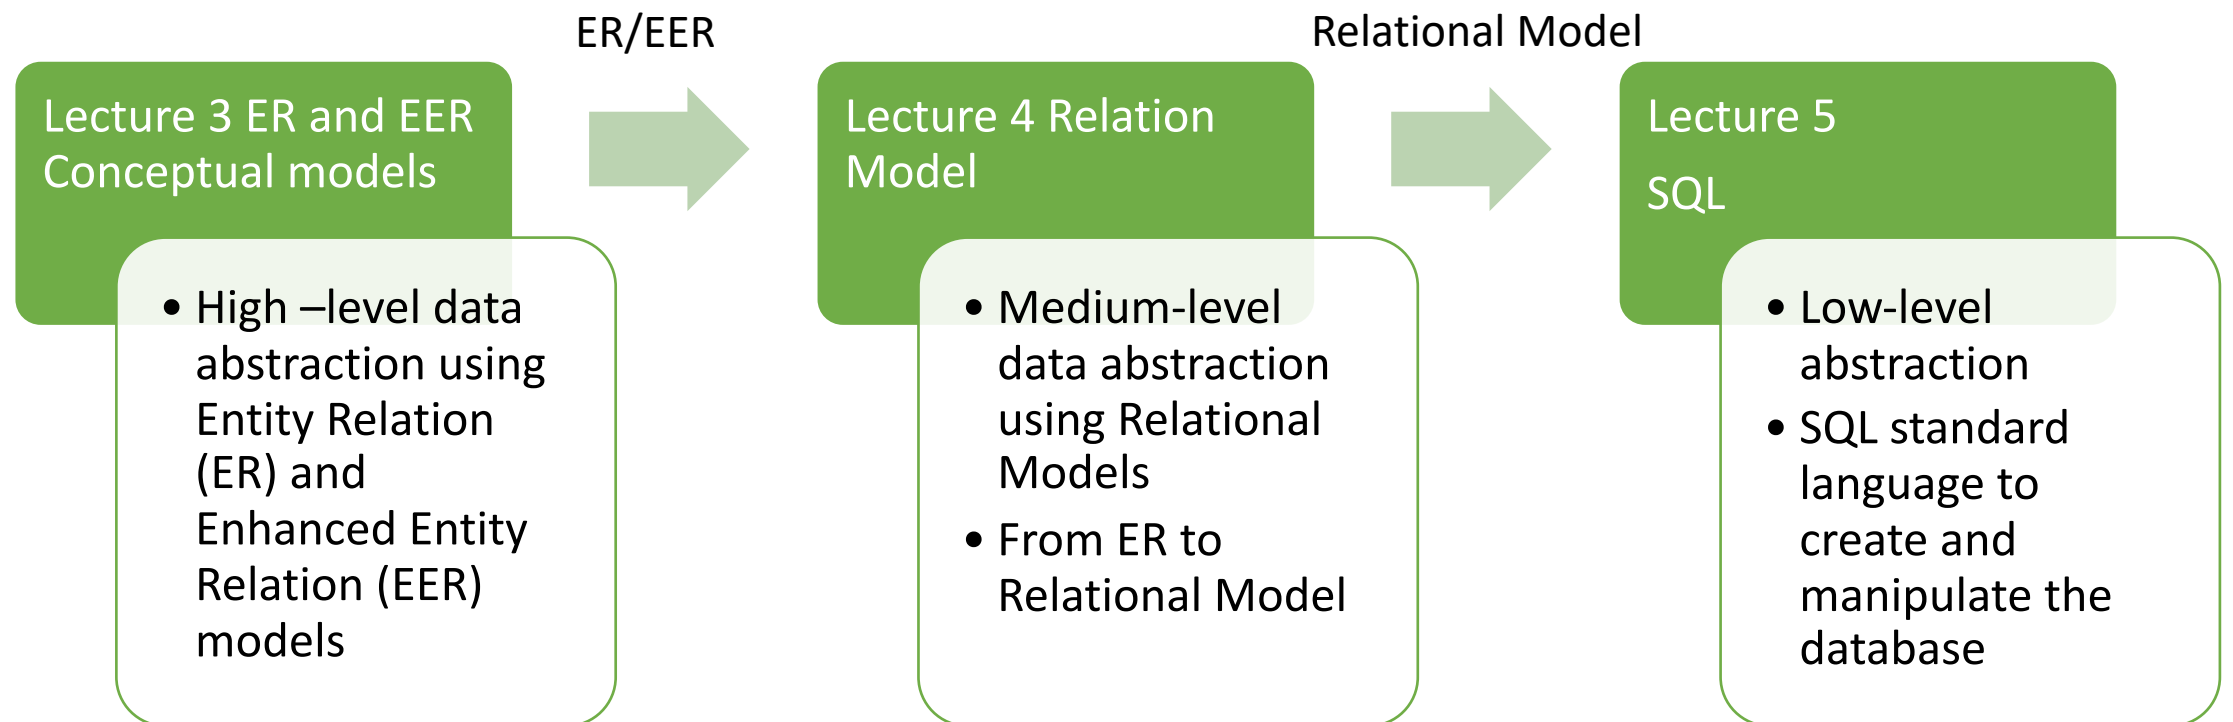 ER/EER
Relational Model
Lecture 3 ER and EER
Conceptual models
• High –level data
abstraction using
Entity Relation
(ER) and
Enhanced Entity
Relation (EER)
models
Lecture 4 Relation
Model
• Medium-level
data abstraction
using Relational
Models
• From ER to
Relational Model
Lecture 5
SQL
• Low-level
abstraction
• SQL standard
language to
create and
manipulate the
database